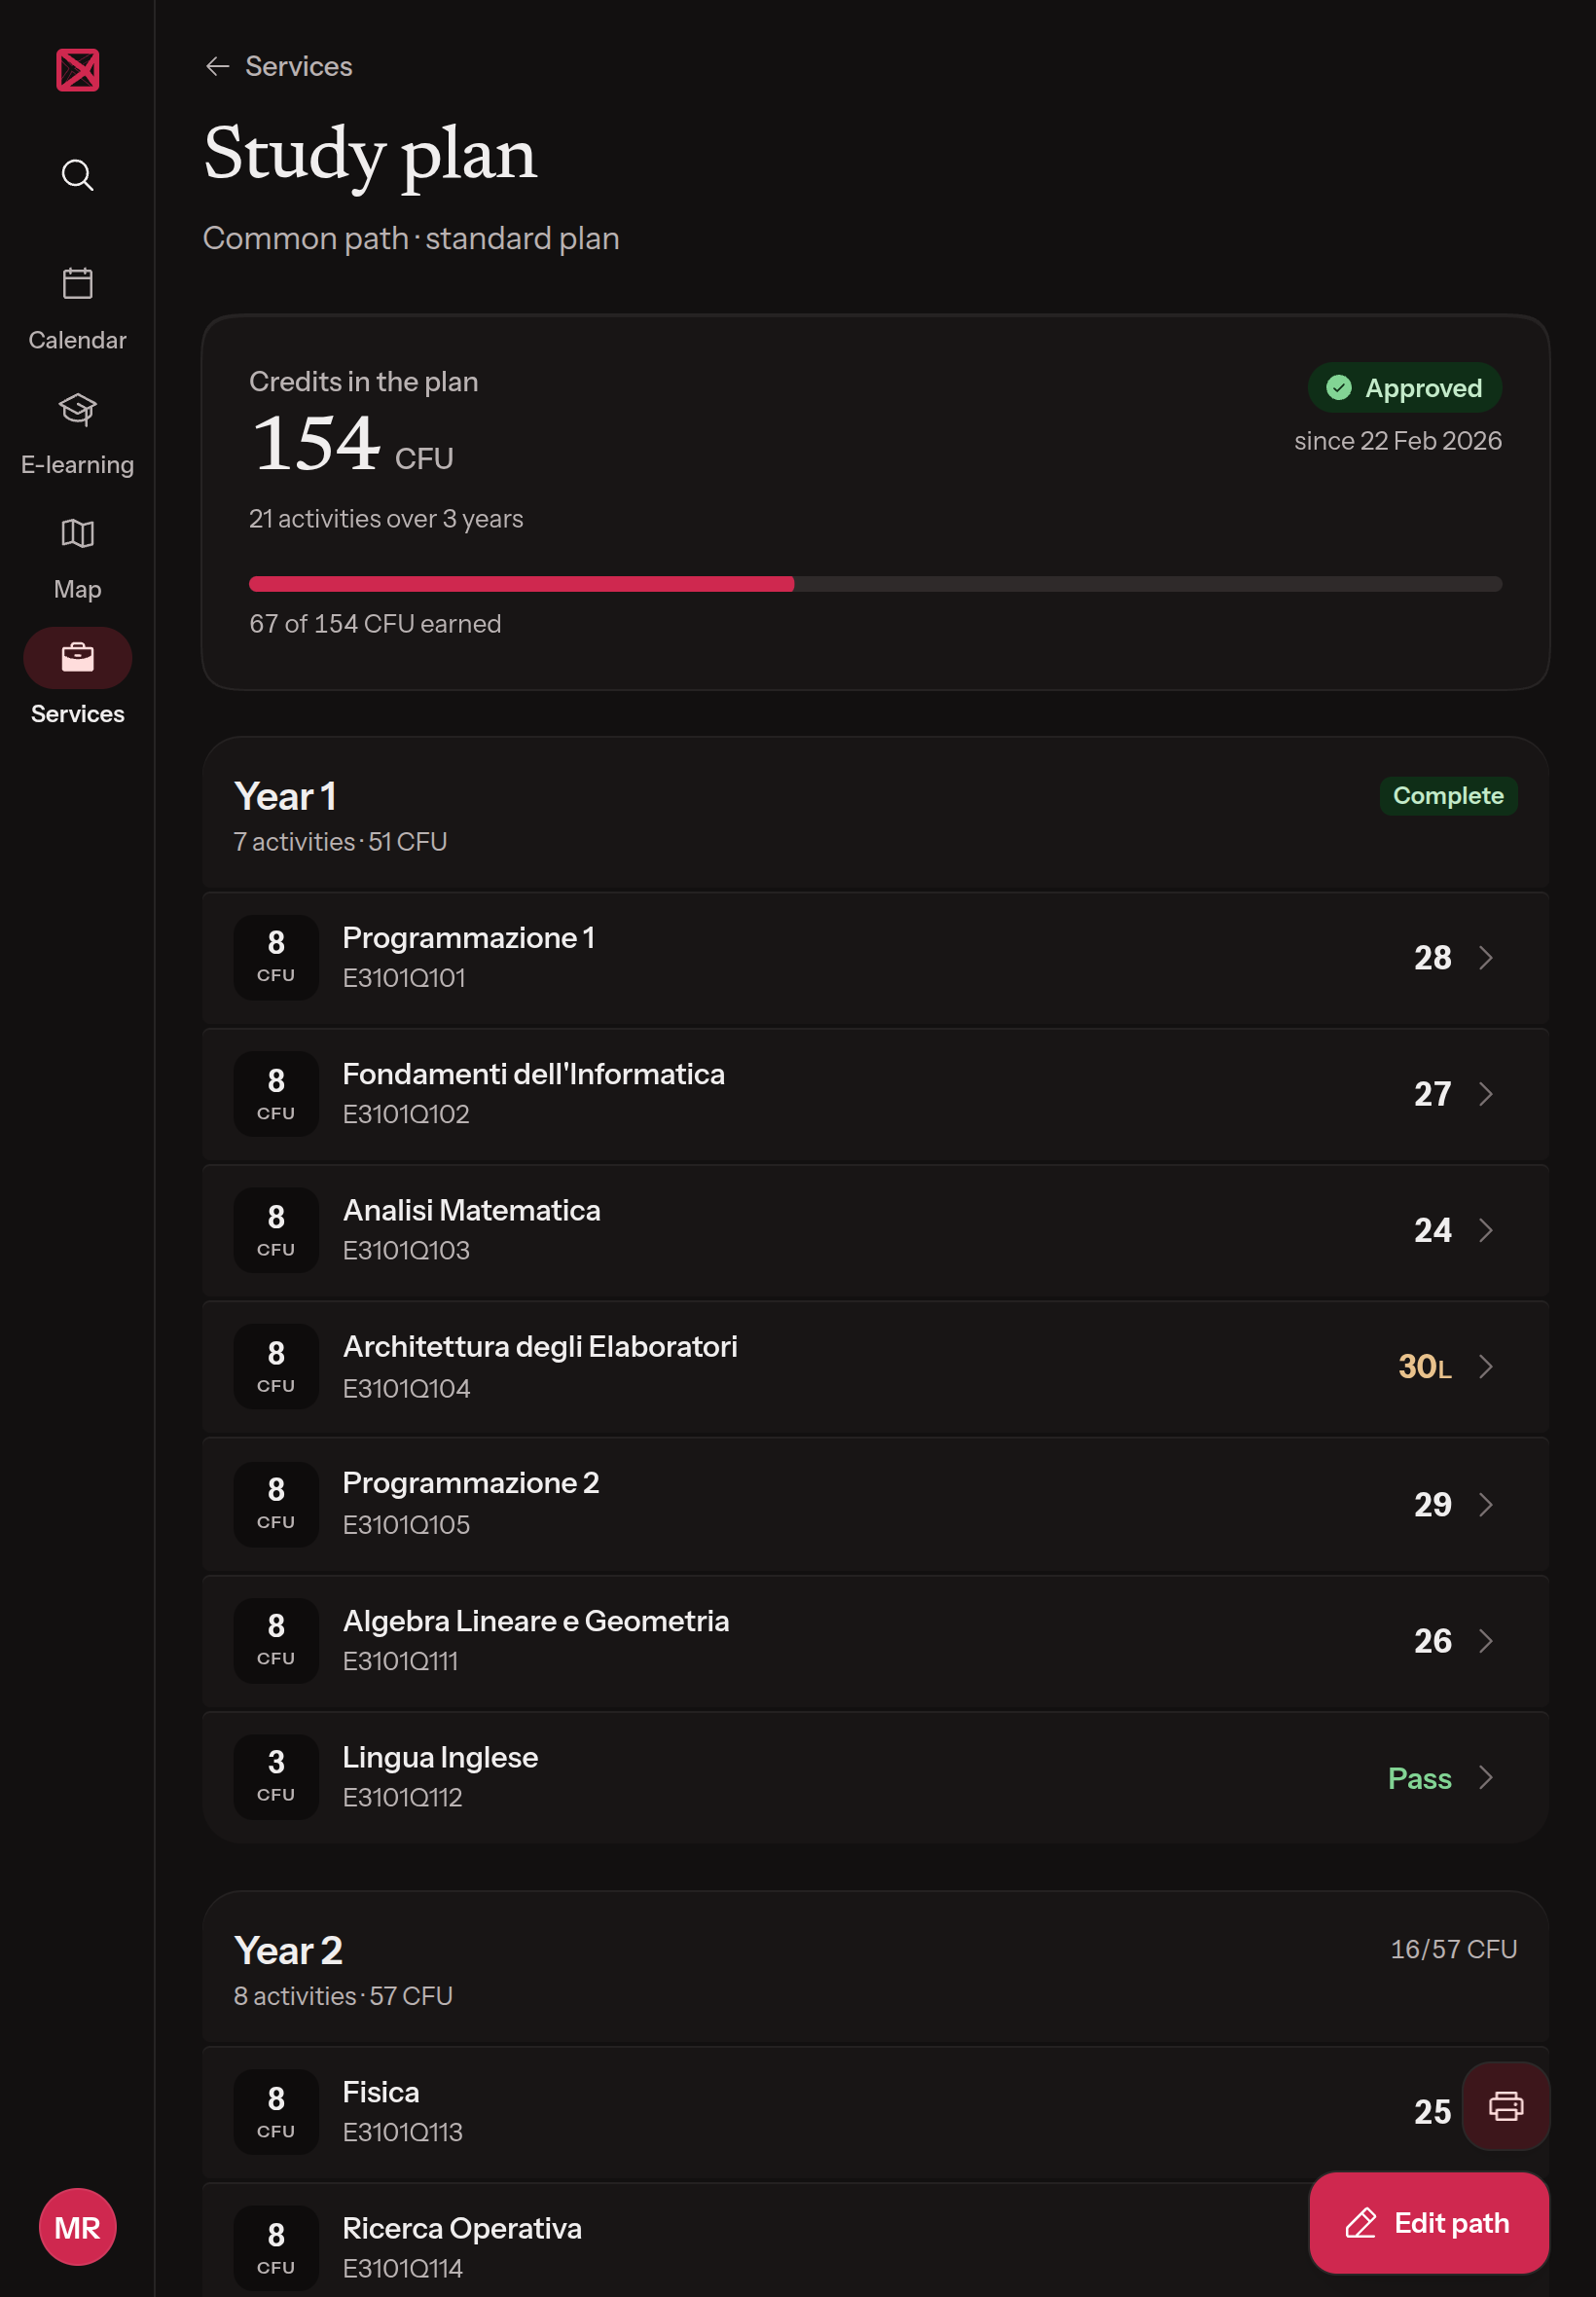 Services
Study plan
Common path · standard plan
Calendar
E-learning
Map
Services
Credits in the plan
154 CFU
21 activities over 3 years
Approved
since 22 Feb 2026
67 of 154 CFU earned
Year 1
7 activities · 51 CFU
Complete
8 CFU
Programmazione 1
E3101Q101
28
8 CFU
Fondamenti dell'Informatica
E3101Q102
27
8 CFU
Analisi Matematica
E3101Q103
24
8 CFU
Architettura degli Elaboratori
E3101Q104
30L
8 CFU
Programmazione 2
E3101Q105
29
8 CFU
Algebra Lineare e Geometria
E3101Q111
26
3 CFU
Lingua Inglese
E3101Q112
Pass
Year 2
8 activities · 57 CFU
16/57 CFU
8 CFU
Fisica
E3101Q113
25
8 CFU
Ricerca Operativa
E3101Q114
Edit path
MR